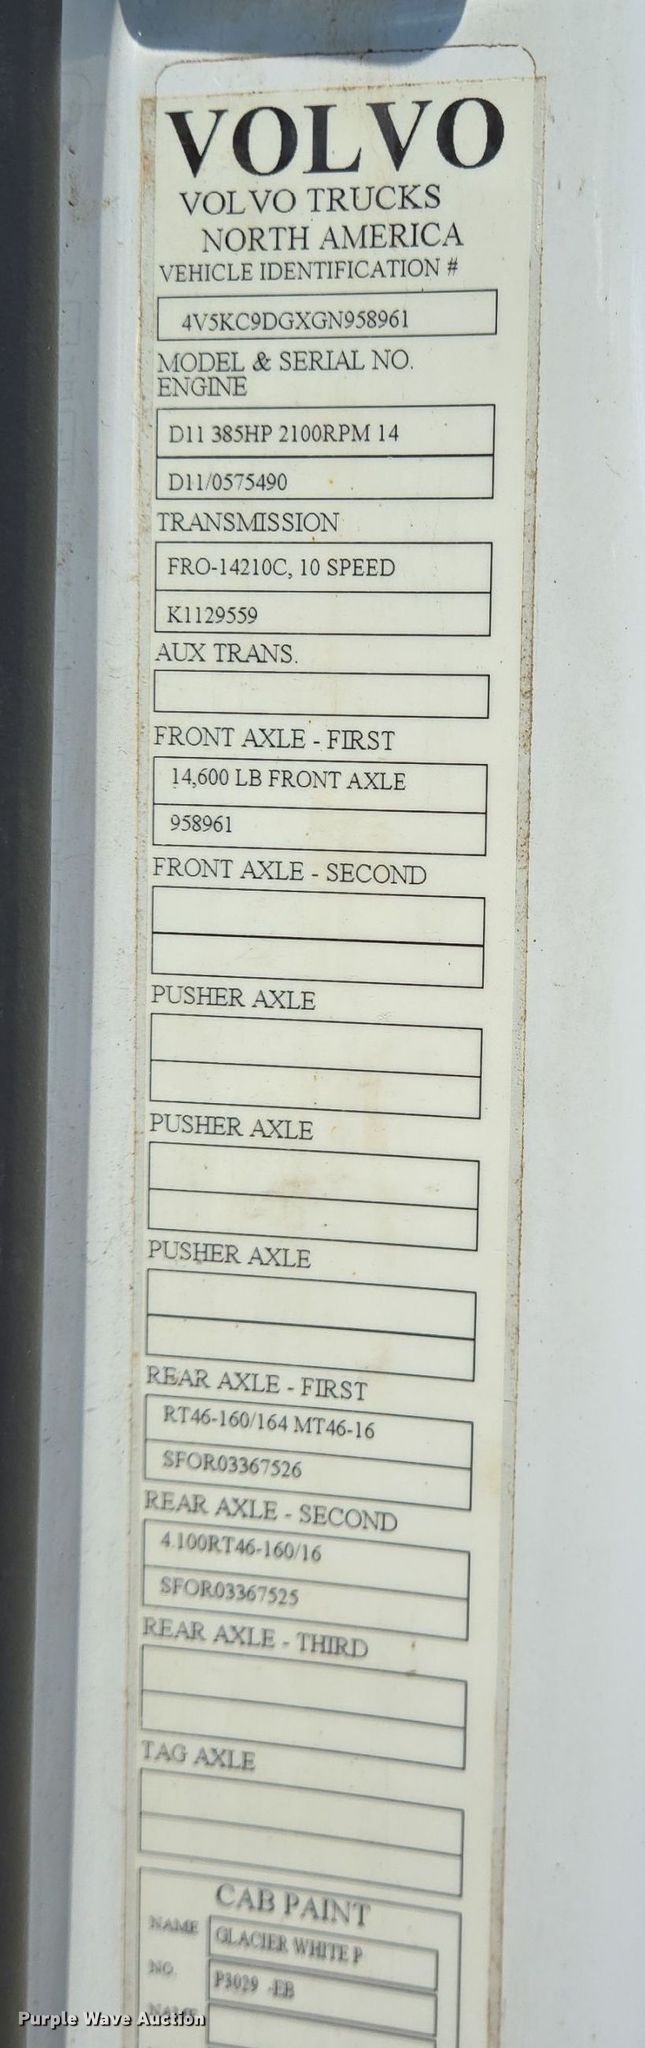 VOLVO
VOLVO TRUCKS
NORTH AMERICA
VEHICLE IDENTIFICATION #
4V5KC9DGXGN958961
MODEL & SERIAL NO.
ENGINE
D11 385HP 2100RPM 14
D11/0575490
TRANSMISSION
FRO-14210C, 10 SPEED
K1129559
AUX TRANS.
FRONT AXLE - FIRST
14,600 LB FRONT AXLE
958961
FRONT AXLE - SECOND
PUSHER AXLE
PUSHER AXLE
PUSHER AXLE
REAR AXLE - FIRST
RT46-160/164 MT46-16
SFOR03367526
REAR AXLE - SECOND
4.100RT46-160/16
SFOR03367525
REAR AXLE - THIRD
TAG AXLE
CAB PAINT
NAME GLACIER WHITE P
NO. P3029 -EB
NAME
Purple Wave Auction